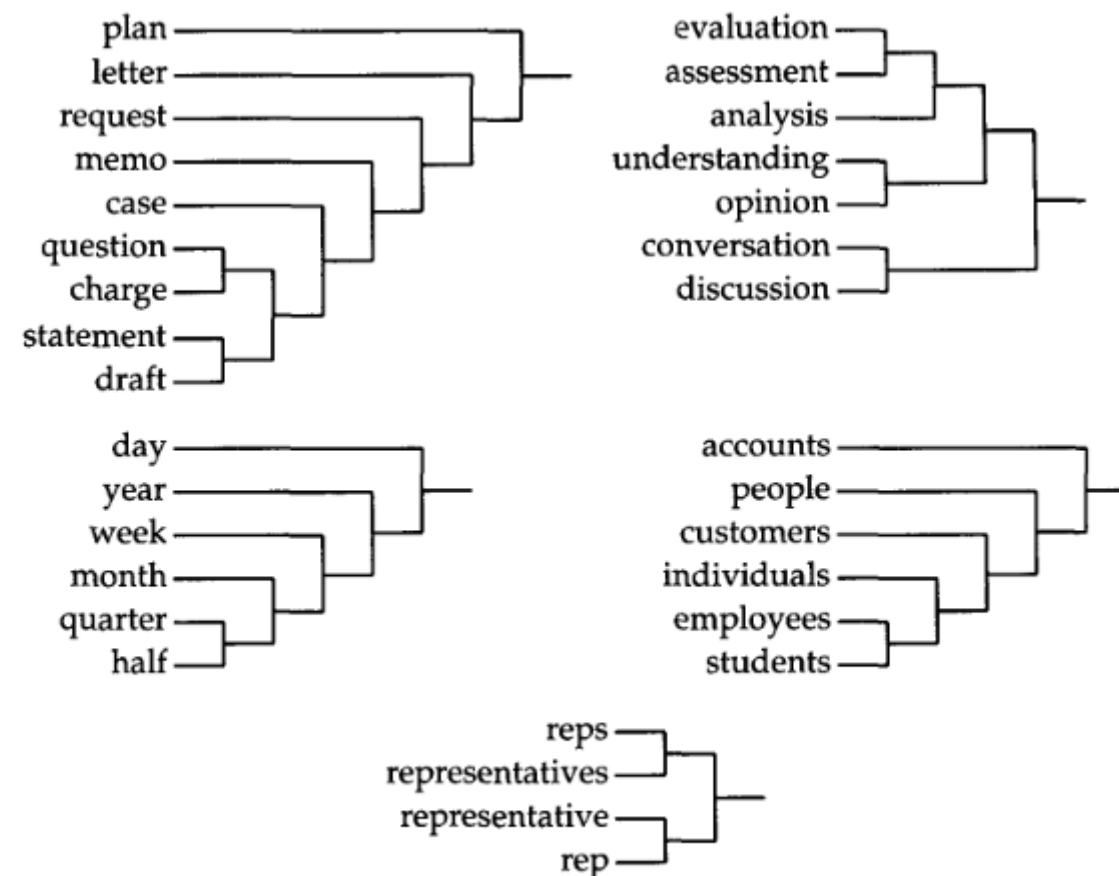 plan
letter
request
memo
case
question
charge
statement
draft
evaluation
assessment
analysis
understanding
opinion
conversation
discussion
day
year
week
month
quarter
half
accounts
people
customers
individuals
employees
students
reps
representatives
representative
rep